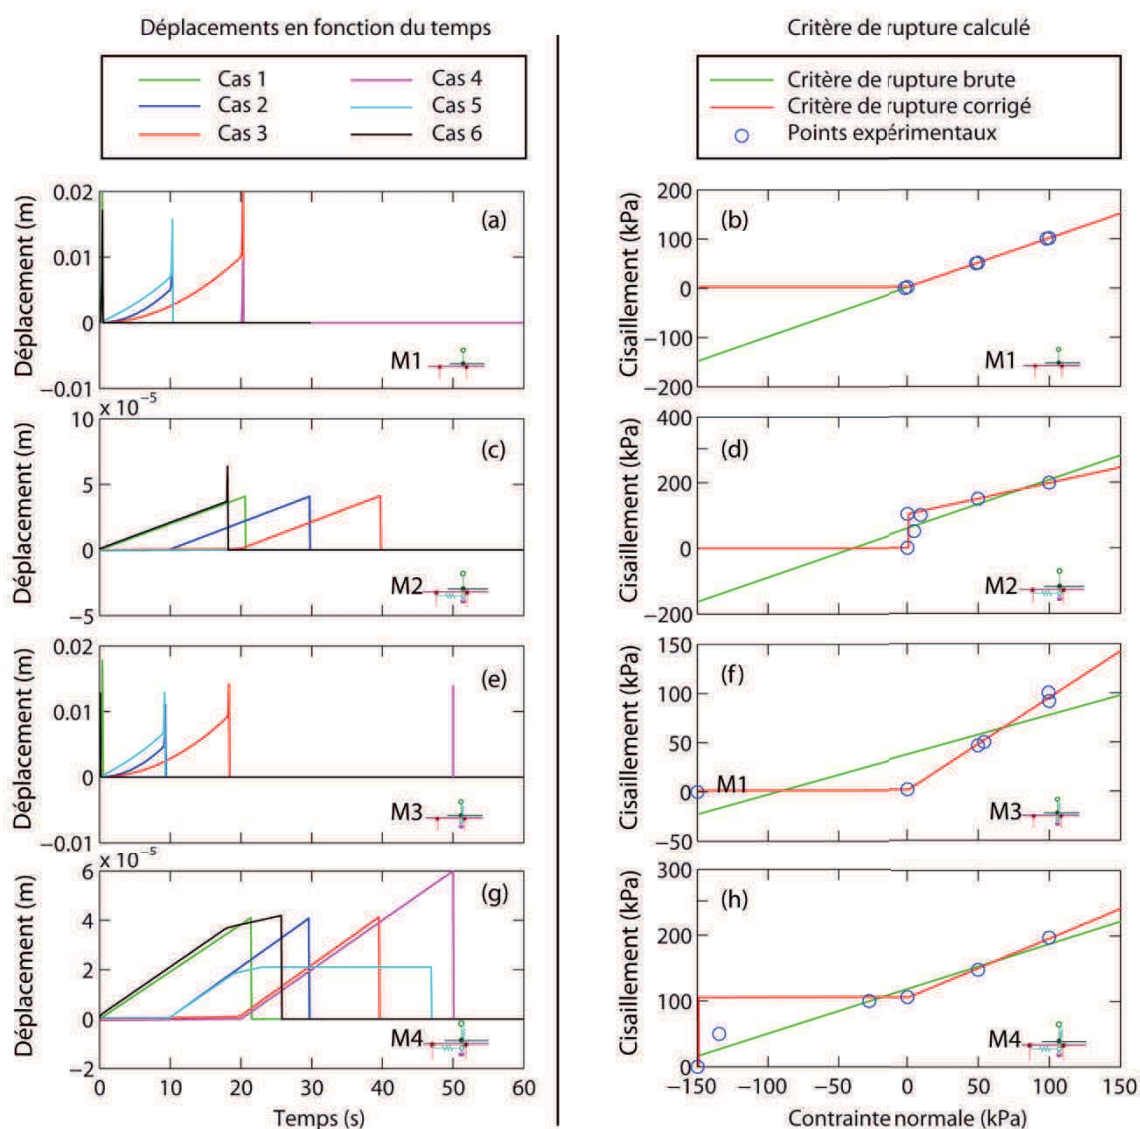 Déplacements en fonction du temps
Critère de rupture calculé
Cas 1
Cas 4
Cas 2
Cas 5
Cas 3
Cas 6
Critère de rupture brute
Critère de rupture corrigé
Points expérimentaux
Déplacement (m)
0.02
0.01
0
−0.01
(a)
M1
Cisaillement (kPa)
200
100
0
−100
−200
(b)
M1
Déplacement (m)
x 10⁻⁵
10
5
0
−5
(c)
M2
Cisaillement (kPa)
400
200
0
−200
(d)
M2
Déplacement (m)
0.02
0.01
0
−0.01
(e)
M3
Cisaillement (kPa)
150
100
50
0
−50
(f)
M1
M3
Déplacement (m)
x 10⁻⁵
6
4
2
0
−2
(g)
M4
0 10 20 30 40 50 60
Temps (s)
Cisaillement (kPa)
300
200
100
0
(h)
M4
−150 −100 −50 0 50 100 150
Contrainte normale (kPa)